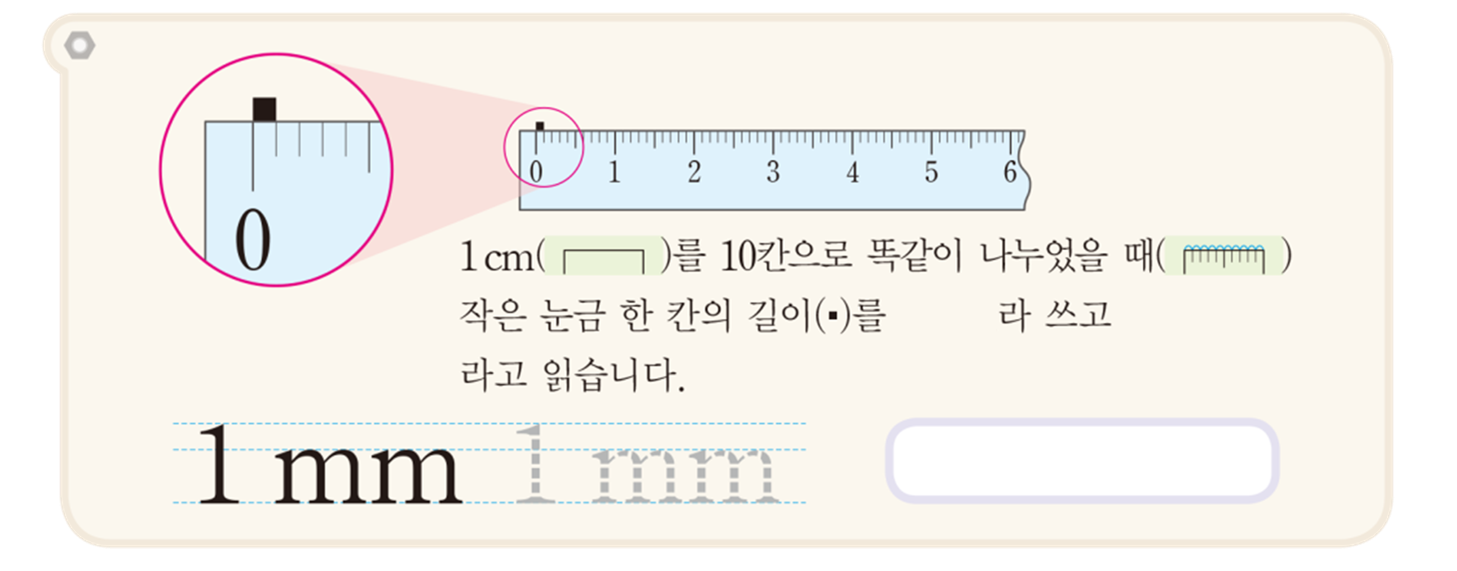 0
0 1 2 3 4 5 6
1cm( )를 10칸으로 똑같이 나누었을 때( )
작은 눈금 한 칸의 길이(▪)를 라 쓰고
라고 읽습니다.
1 mm 1 mm